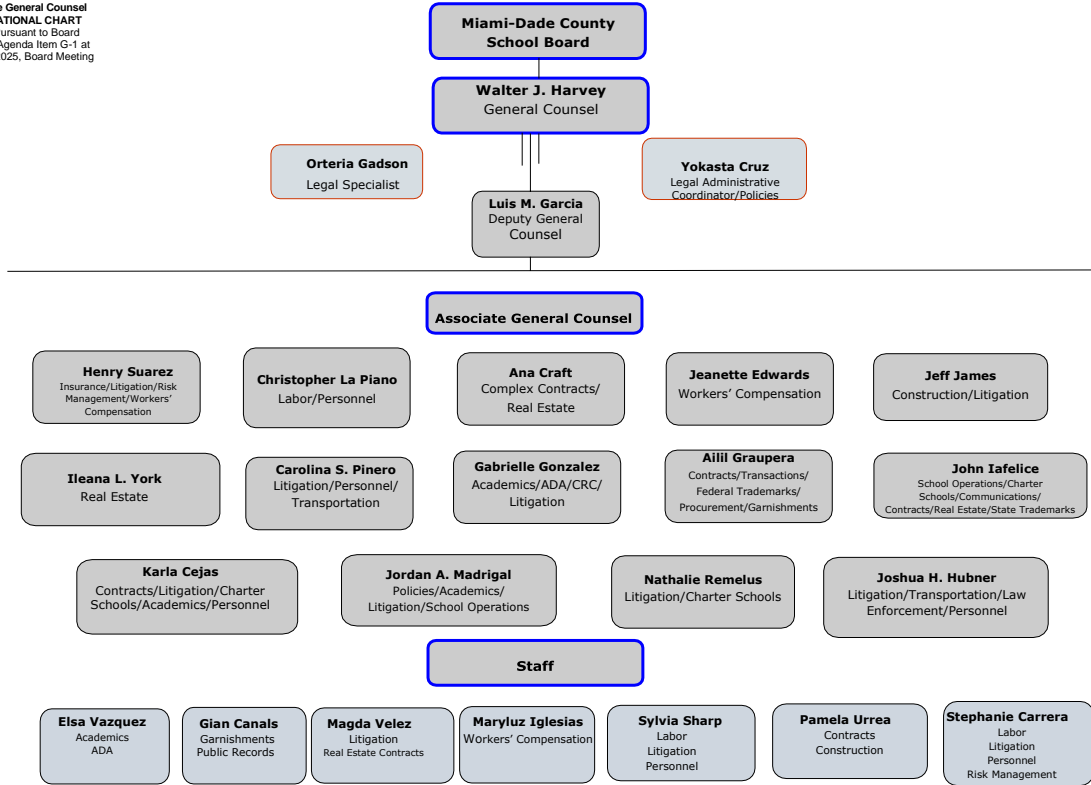 e General Counsel
ATIONAL CHART
ursuant to Board
Agenda Item G-1 at
2025, Board Meeting
Miami-Dade County
School Board
Walter J. Harvey
General Counsel
Orteria Gadson
Legal Specialist
Yokasta Cruz
Legal Administrative
Coordinator/Policies
Luis M. Garcia
Deputy General
Counsel
Associate General Counsel
Henry Suarez
Insurance/Litigation/Risk
Management/Workers'
Compensation
Christopher La Piano
Labor/Personnel
Ana Craft
Complex Contracts/
Real Estate
Jeanette Edwards
Workers' Compensation
Jeff James
Construction/Litigation
Ileana L. York
Real Estate
Carolina S. Pinero
Litigation/Personnel/
Transportation
Gabrielle Gonzalez
Academics/ADA/CRC/
Litigation
Ailil Graupera
Contracts/Transactions/
Federal Trademarks/
Procurement/Garnishments
John Iafelice
School Operations/Charter
Schools/Communications/
Contracts/Real Estate/State Trademarks
Karla Cejas
Contracts/Litigation/Charter
Schools/Academics/Personnel
Jordan A. Madrigal
Policies/Academics/
Litigation/School Operations
Nathalie Remelus
Litigation/Charter Schools
Joshua H. Hubner
Litigation/Transportation/Law
Enforcement/Personnel
Staff
Elsa Vazquez
Academics
ADA
Gian Canals
Garnishments
Public Records
Magda Velez
Litigation
Real Estate Contracts
Maryluz Iglesias
Workers' Compensation
Sylvia Sharp
Labor
Litigation
Personnel
Pamela Urrea
Contracts
Construction
Stephanie Carrera
Labor
Litigation
Personnel
Risk Management